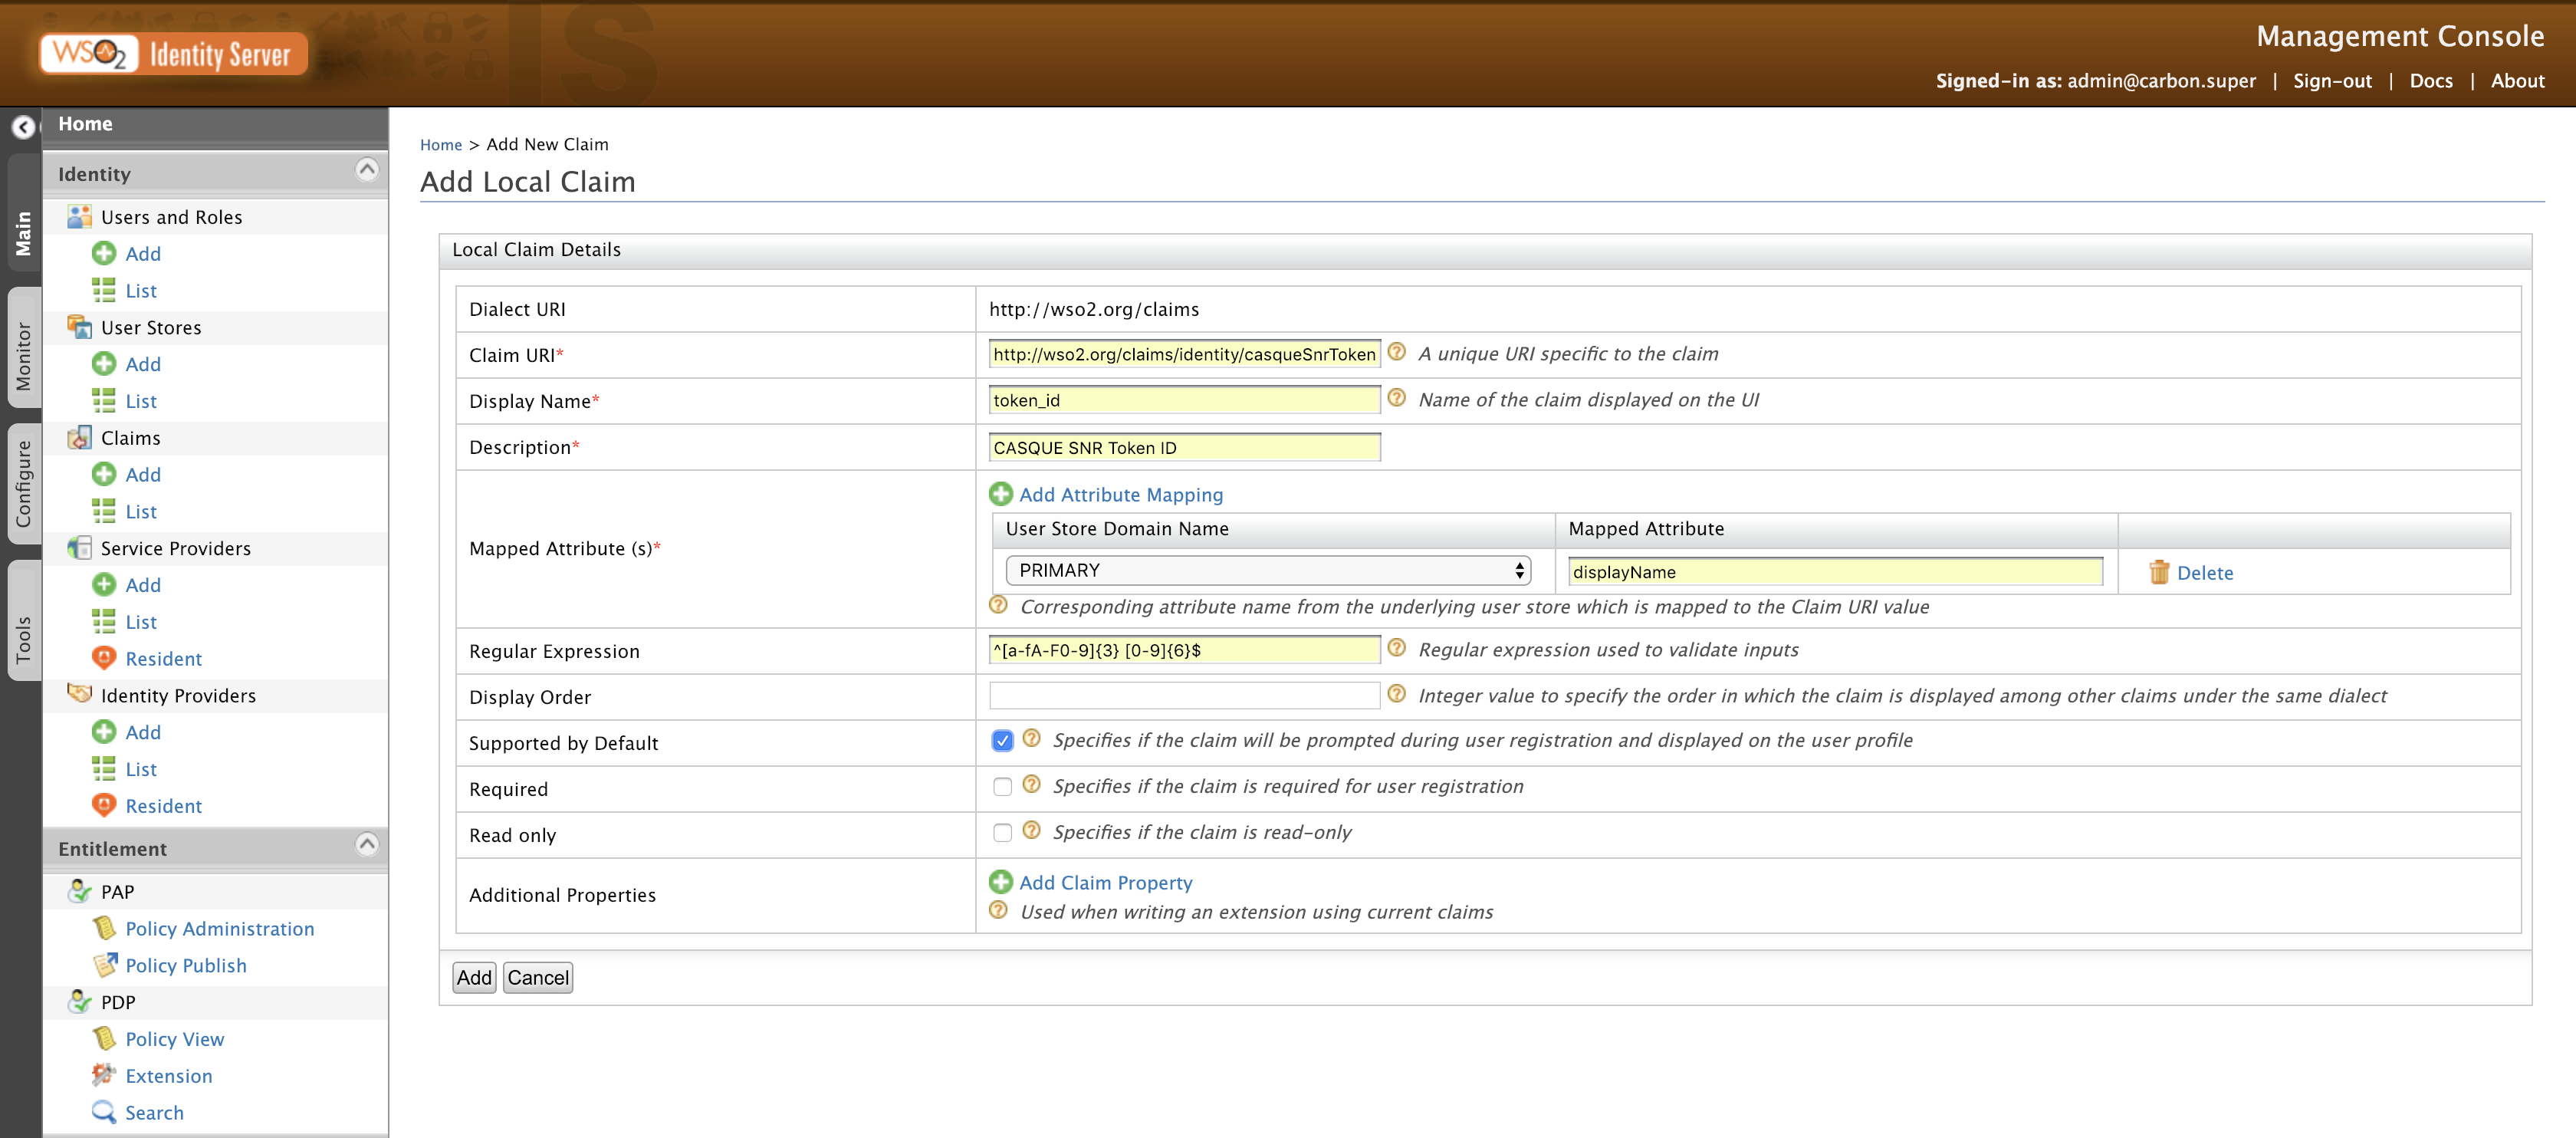 WSO2 Identity Server
Management Console
Signed-in as: admin@carbon.super | Sign-out | Docs | About
Main
Monitor
Configure
Tools
Home
Identity
Users and Roles
Add
List
User Stores
Add
List
Claims
Add
List
Service Providers
Add
List
Resident
Identity Providers
Add
List
Resident
Entitlement
PAP
Policy Administration
Policy Publish
PDP
Policy View
Extension
Search
Home > Add New Claim
Add Local Claim
Local Claim Details
Dialect URI http://wso2.org/claims
Claim URI* http://wso2.org/claims/identity/casqueSnrToken A unique URI specific to the claim
Display Name* token_id Name of the claim displayed on the UI
Description* CASQUE SNR Token ID
Mapped Attribute (s)*
Add Attribute Mapping
User Store Domain Name Mapped Attribute
PRIMARY displayName Delete
Corresponding attribute name from the underlying user store which is mapped to the Claim URI value
Regular Expression ^[a-fA-F0-9]{3} [0-9]{6}$ Regular expression used to validate inputs
Display Order Integer value to specify the order in which the claim is displayed among other claims under the same dialect
Supported by Default Specifies if the claim will be prompted during user registration and displayed on the user profile
Required Specifies if the claim is required for user registration
Read only Specifies if the claim is read-only
Additional Properties
Add Claim Property
Used when writing an extension using current claims
Add Cancel